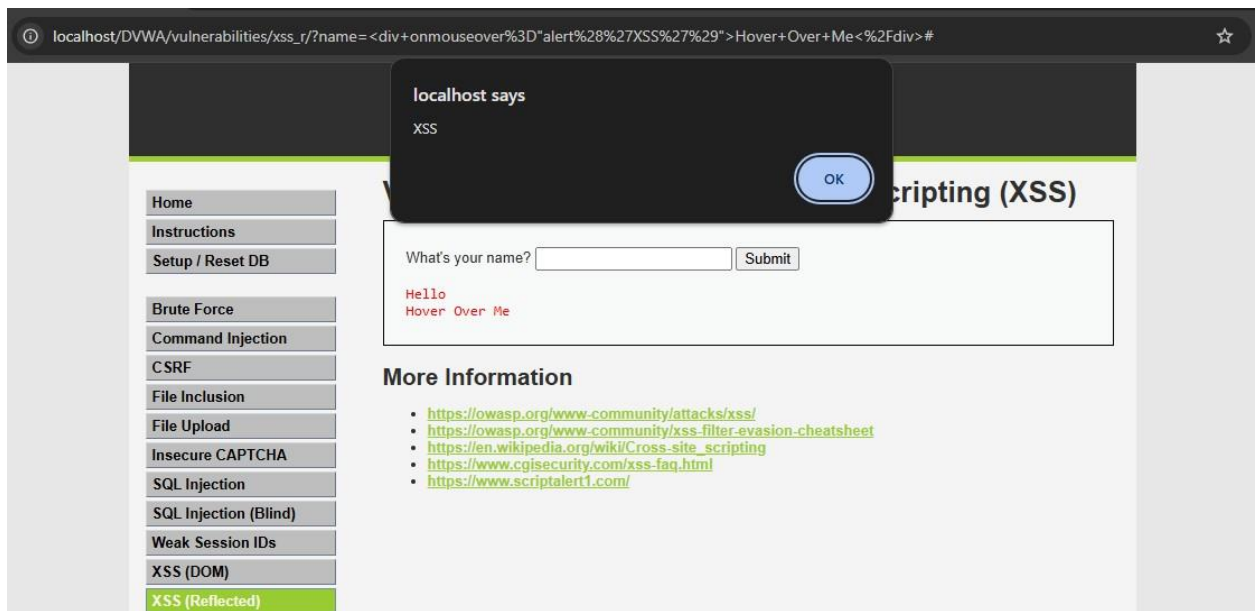 localhost/DVWA/vulnerabilities/xss_r/?name=<div+onmouseover%3D"alert%28%27XSS%27%29">Hover+Over+Me<%2Fdiv>#
localhost says
XSS
OK
cripting (XSS)
Home
Instructions
Setup / Reset DB
Brute Force
Command Injection
CSRF
File Inclusion
File Upload
Insecure CAPTCHA
SQL Injection
SQL Injection (Blind)
Weak Session IDs
XSS (DOM)
XSS (Reflected)
What's your name? Submit
Hello
Hover Over Me
More Information
https://owasp.org/www-community/attacks/xss/
https://owasp.org/www-community/xss-filter-evasion-cheatsheet
https://en.wikipedia.org/wiki/Cross-site_scripting
https://www.cgisecurity.com/xss-faq.html
https://www.scriptalert1.com/